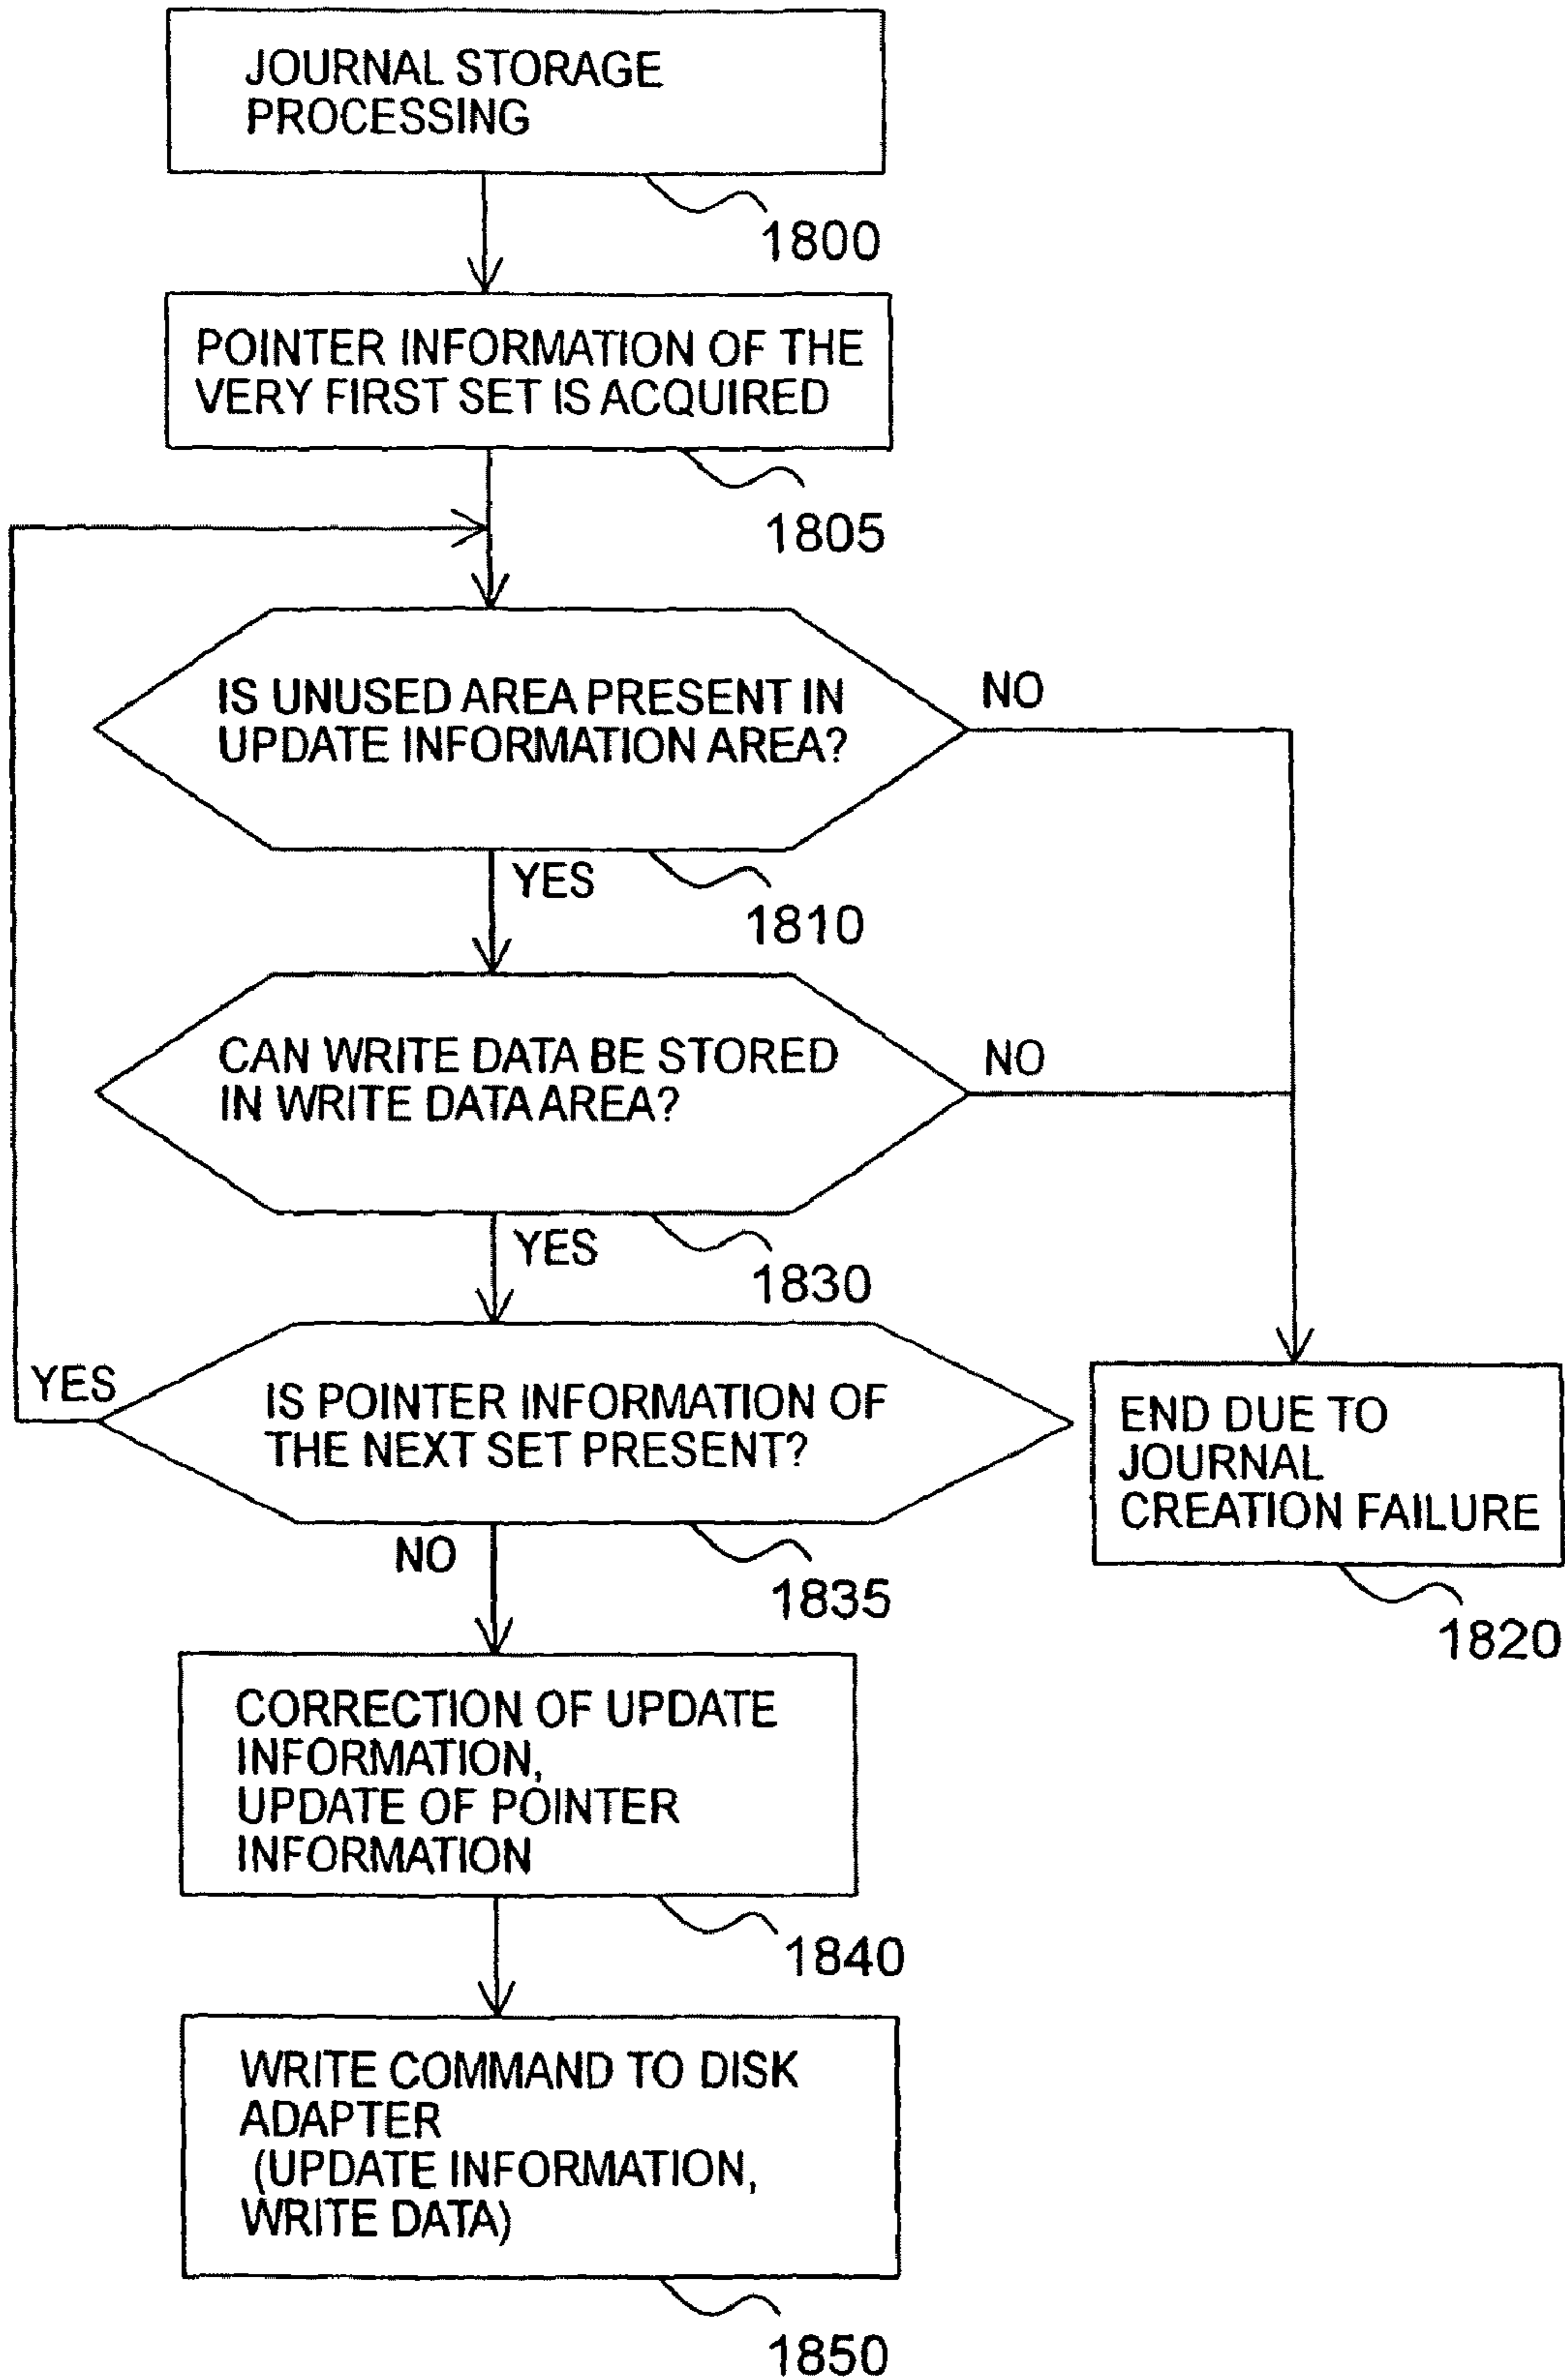 JOURNAL STORAGE
PROCESSING
1800
POINTER INFORMATION OF THE
VERY FIRST SET IS ACQUIRED
1805
IS UNUSED AREA PRESENT IN
UPDATE INFORMATION AREA?
NO
YES
1810
CAN WRITE DATA BE STORED
IN WRITE DATA AREA?
NO
YES
1830
YES
IS POINTER INFORMATION OF
THE NEXT SET PRESENT?
END DUE TO
JOURNAL
CREATION FAILURE
NO
1835
1820
CORRECTION OF UPDATE
INFORMATION,
UPDATE OF POINTER
INFORMATION
1840
WRITE COMMAND TO DISK
ADAPTER
(UPDATE INFORMATION,
WRITE DATA)
1850